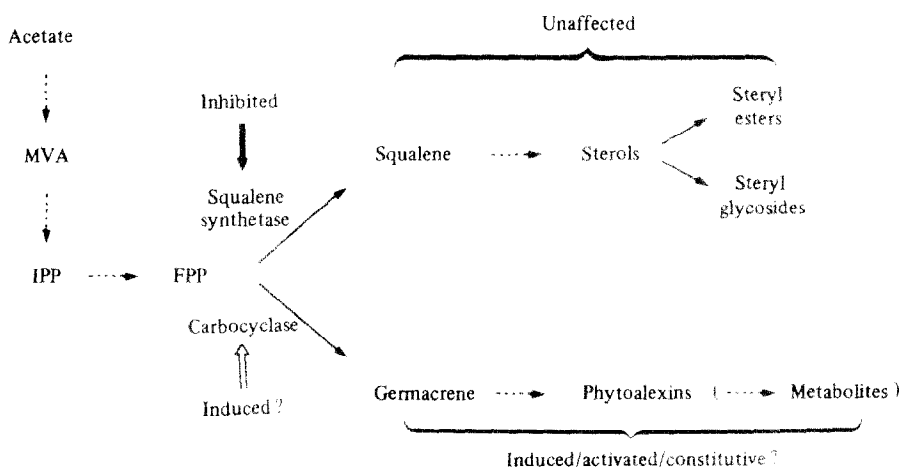 Unaffected
Acetate
Inhibited
Steryl
esters
MVA
Squalene
Sterols
Squalene
synthetase
Steryl
glycosides
IPP
FPP
Carbocyclase
Germacrene
Phytoalexins
( Metabolites )
Induced ?
Induced/activated/constitutive ?